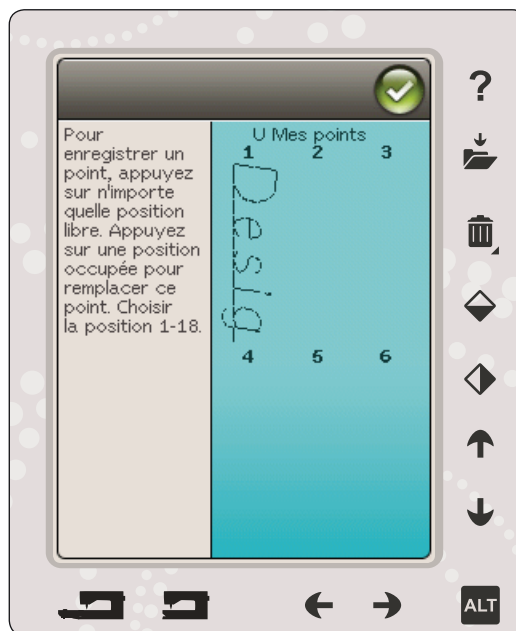 ?
Pour
enregistrer un
point, appuyez
sur n'importe
quelle position
libre. Appuyez
sur une position
occupée pour
remplacer ce
point. Choisir
la position 1-18.
U Mes points
1 2 3
Desig
4 5 6
ALT